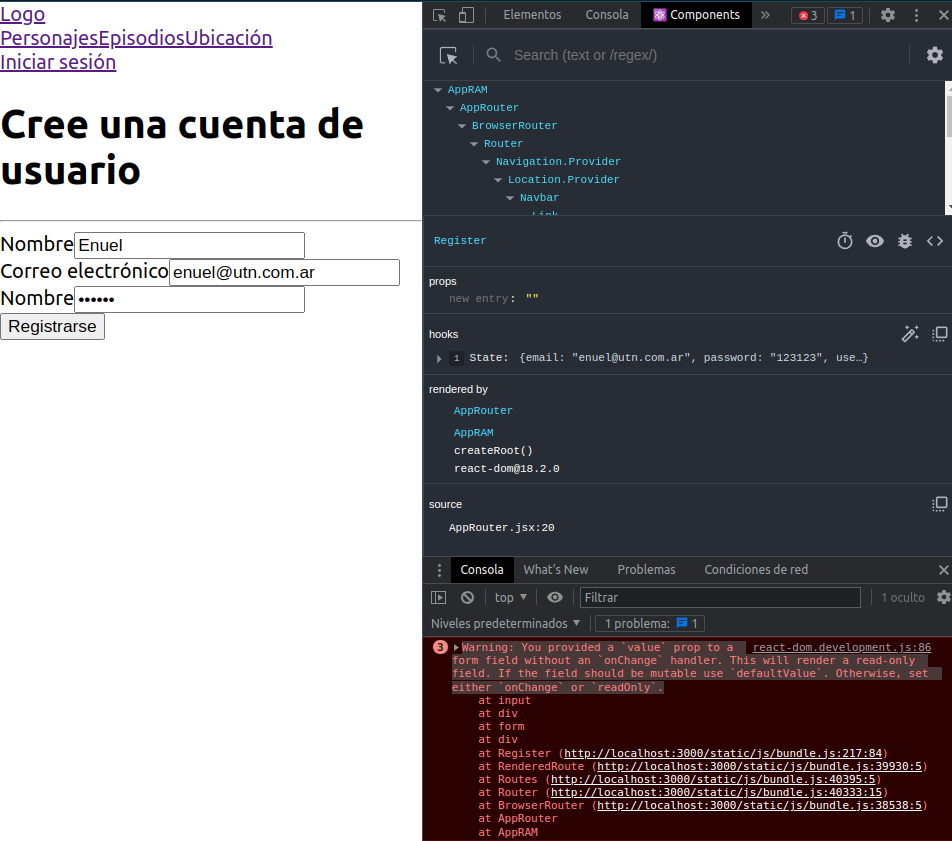 Logo
PersonajesEpisodiosUbicación
Iniciar sesión
Cree una cuenta de
usuario
Nombre Enuel
Correo electrónico enuel@utn.com.ar
Nombre ••••••
Registrarse
Elementos Consola Components » 3 1
Search (text or /regex/)
AppRAM
AppRouter
BrowserRouter
Router
Navigation.Provider
Location.Provider
Navbar
Link
Register
props
new entry: ""
hooks
1 State: {email: "enuel@utn.com.ar", password: "123123", use…}
rendered by
AppRouter
AppRAM
createRoot()
react-dom@18.2.0
source
AppRouter.jsx:20
Consola What's New Problemas Condiciones de red
top Filtrar 1 oculto
Niveles predeterminados 1 problema: 1
3 Warning: You provided a `value` prop to a react-dom.development.js:86
form field without an `onChange` handler. This will render a read-only
field. If the field should be mutable use `defaultValue`. Otherwise, set
either `onChange` or `readOnly`.
at input
at div
at form
at div
at Register (http://localhost:3000/static/js/bundle.js:217:84)
at RenderedRoute (http://localhost:3000/static/js/bundle.js:39930:5)
at Routes (http://localhost:3000/static/js/bundle.js:40395:5)
at Router (http://localhost:3000/static/js/bundle.js:40333:15)
at BrowserRouter (http://localhost:3000/static/js/bundle.js:38538:5)
at AppRouter
at AppRAM